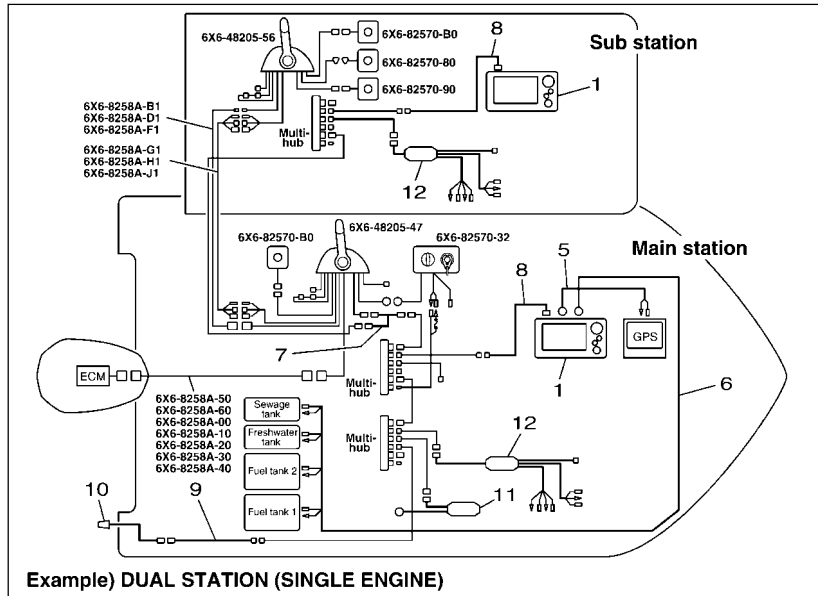 6X6-48205-56
6X6-82570-B0
6X6-82570-80
6X6-82570-90
8
Sub station
1
6X6-8258A-B1
6X6-8258A-D1
6X6-8258A-F1
6X6-8258A-G1
6X6-8258A-H1
6X6-8258A-J1
Multi-
hub
12
6X6-82570-B0
6X6-48205-47
6X6-82570-32
Main station
5
8
GPS
1
7
6
ECM
Multi-
hub
6X6-8258A-50
6X6-8258A-60
6X6-8258A-00
6X6-8258A-10
6X6-8258A-20
6X6-8258A-30
6X6-8258A-40
Sewage
tank
Freshwater
tank
Fuel tank 2
Fuel tank 1
Multi-
hub
12
11
10
9
Example) DUAL STATION (SINGLE ENGINE)